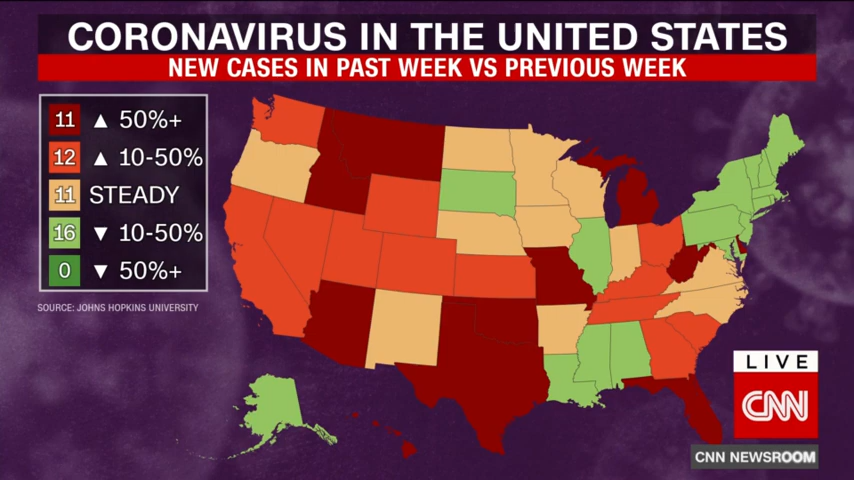 CORONAVIRUS IN THE UNITED STATES
NEW CASES IN PAST WEEK VS PREVIOUS WEEK
11 ▲ 50%+
12 ▲ 10-50%
11 STEADY
16 ▼ 10-50%
0 ▼ 50%+
SOURCE: JOHNS HOPKINS UNIVERSITY
LIVE
CNN
CNN NEWSROOM